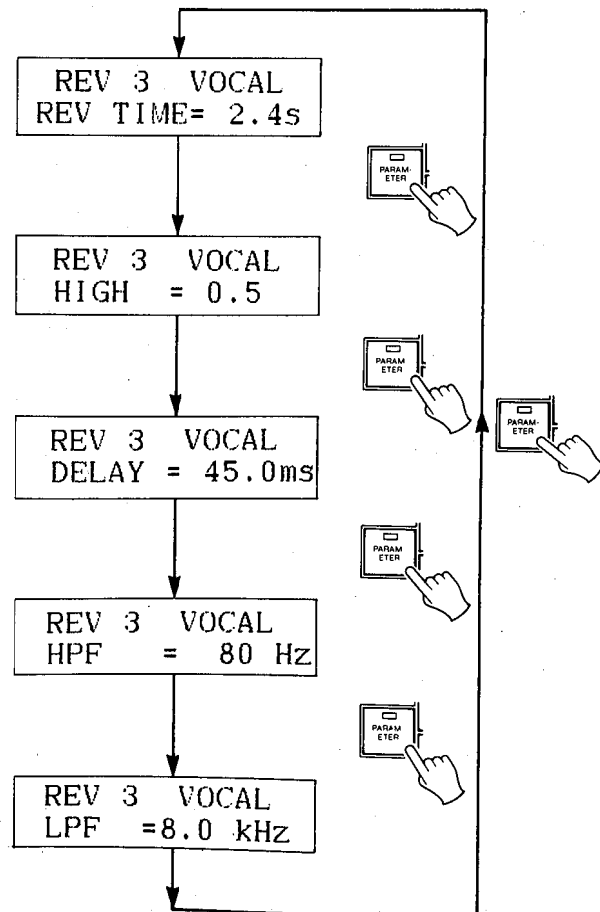 REV 3 VOCAL
REV TIME= 2.4s
PARAM-
ETER
REV 3 VOCAL
HIGH = 0.5
PARAM
ETER
PARAM-
ETER
REV 3 VOCAL
DELAY = 45.0ms
PARAM
ETER
REV 3 VOCAL
HPF = 80 Hz
PARAM
ETER
REV 3 VOCAL
LPF =8.0 kHz